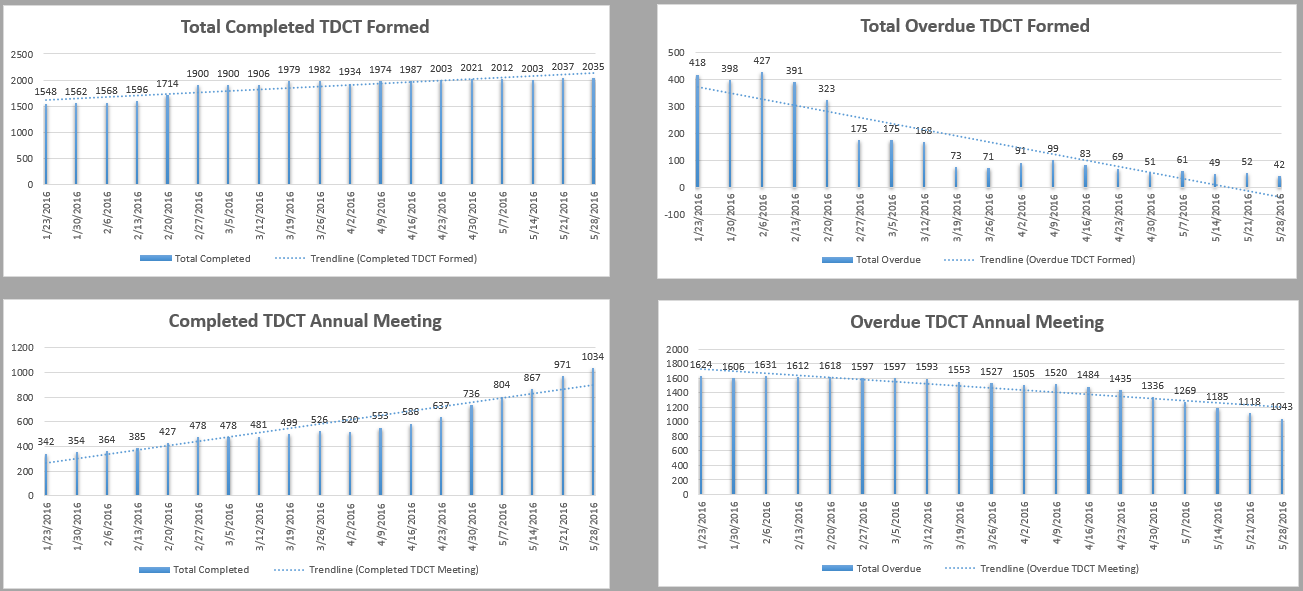 Total Completed TDCT Formed
2500
2000
1500
1000
500
0
1548 1562 1568 1596 1714 1900 1900 1906 1979 1982 1934 1974 1987 2003 2021 2012 2003 2037 2035
1/23/2016 1/30/2016 2/6/2016 2/13/2016 2/20/2016 2/27/2016 3/5/2016 3/12/2016 3/19/2016 3/26/2016 4/2/2016 4/9/2016 4/16/2016 4/23/2016 4/30/2016 5/7/2016 5/14/2016 5/21/2016 5/28/2016
Total Completed Trendline (Completed TDCT Formed)
Total Overdue TDCT Formed
500
400
300
200
100
0
-100
418 398 427 391 323 175 175 168 73 71 91 99 83 69 51 61 49 52 42
1/23/2016 1/30/2016 2/6/2016 2/13/2016 2/20/2016 2/27/2016 3/5/2016 3/12/2016 3/19/2016 3/26/2016 4/2/2016 4/9/2016 4/16/2016 4/23/2016 4/30/2016 5/7/2016 5/14/2016 5/21/2016 5/28/2016
Total Overdue Trendline (Overdue TDCT Formed)
Completed TDCT Annual Meeting
1200
1000
800
600
400
200
0
342 354 364 385 427 478 478 481 499 526 520 553 586 637 736 804 867 971 1034
1/23/2016 1/30/2016 2/6/2016 2/13/2016 2/20/2016 2/27/2016 3/5/2016 3/12/2016 3/19/2016 3/26/2016 4/2/2016 4/9/2016 4/16/2016 4/23/2016 4/30/2016 5/7/2016 5/14/2016 5/21/2016 5/28/2016
Total Completed Trendline (Completed TDCT Meeting)
Overdue TDCT Annual Meeting
2000
1800
1600
1400
1200
1000
800
600
400
200
0
1624 1606 1631 1612 1618 1597 1597 1593 1553 1527 1505 1520 1484 1435 1336 1269 1185 1118 1043
1/23/2016 1/30/2016 2/6/2016 2/13/2016 2/20/2016 2/27/2016 3/5/2016 3/12/2016 3/19/2016 3/26/2016 4/2/2016 4/9/2016 4/16/2016 4/23/2016 4/30/2016 5/7/2016 5/14/2016 5/21/2016 5/28/2016
Total Overdue Trendline (Overdue TDCT Meeting)